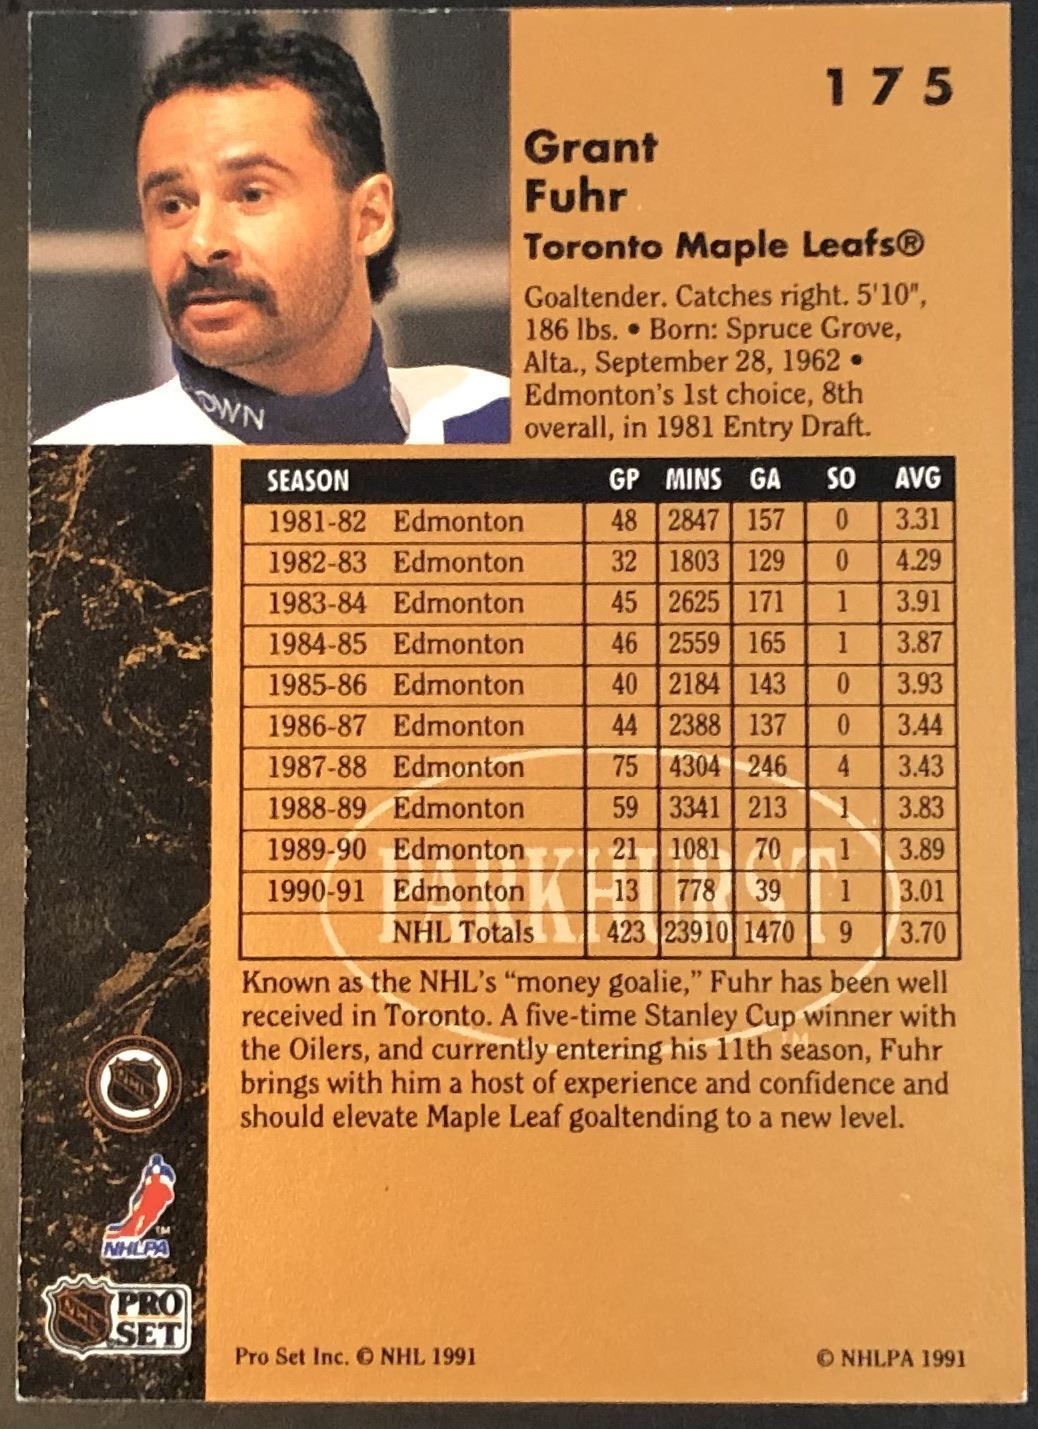 1 7 5
Grant
Fuhr
Toronto Maple Leafs®
Goaltender. Catches right. 5'10",
186 lbs. • Born: Spruce Grove,
Alta., September 28, 1962 •
Edmonton's 1st choice, 8th
overall, in 1981 Entry Draft.
OWN
SEASON GP MINS GA SO AVG
1981-82 Edmonton 48 2847 157 0 3.31
1982-83 Edmonton 32 1803 129 0 4.29
1983-84 Edmonton 45 2625 171 1 3.91
1984-85 Edmonton 46 2559 165 1 3.87
1985-86 Edmonton 40 2184 143 0 3.93
1986-87 Edmonton 44 2388 137 0 3.44
1987-88 Edmonton 75 4304 246 4 3.43
1988-89 Edmonton 59 3341 213 1 3.83
1989-90 Edmonton 21 1081 70 1 3.89
1990-91 Edmonton 13 778 39 1 3.01
NHL Totals 423 23910 1470 9 3.70
PARKHURST
Known as the NHL's “money goalie,” Fuhr has been well
received in Toronto. A five-time Stanley Cup winner with
the Oilers, and currently entering his 11th season, Fuhr
brings with him a host of experience and confidence and
should elevate Maple Leaf goaltending to a new level.
TM
NHL
TM
NHLPA
NHL PRO
SET
Pro Set Inc. © NHL 1991 © NHLPA 1991